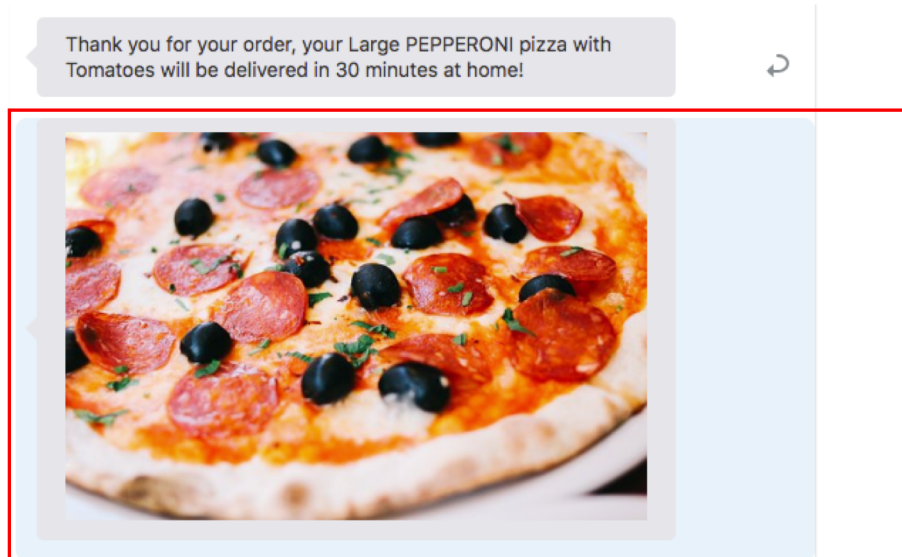 Thank you for your order, your Large PEPPERONI pizza with
Tomatoes will be delivered in 30 minutes at home!